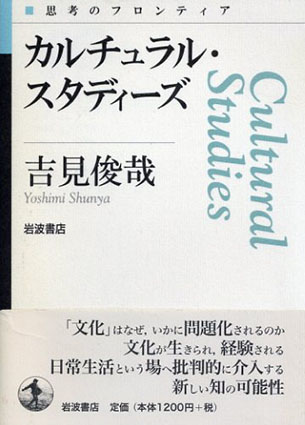 ■ 思考のフロンティア
カルチュラル・
スタディーズ
Cultural
Studies
吉見俊哉
Yoshimi Shunya
岩波書店
「文化」はなぜ, いかに問題化されるのか
文化が生きられ, 経験される
日常生活という場へ批判的に介入する
新しい知の可能性
岩波書店 定価(本体1200円+税)